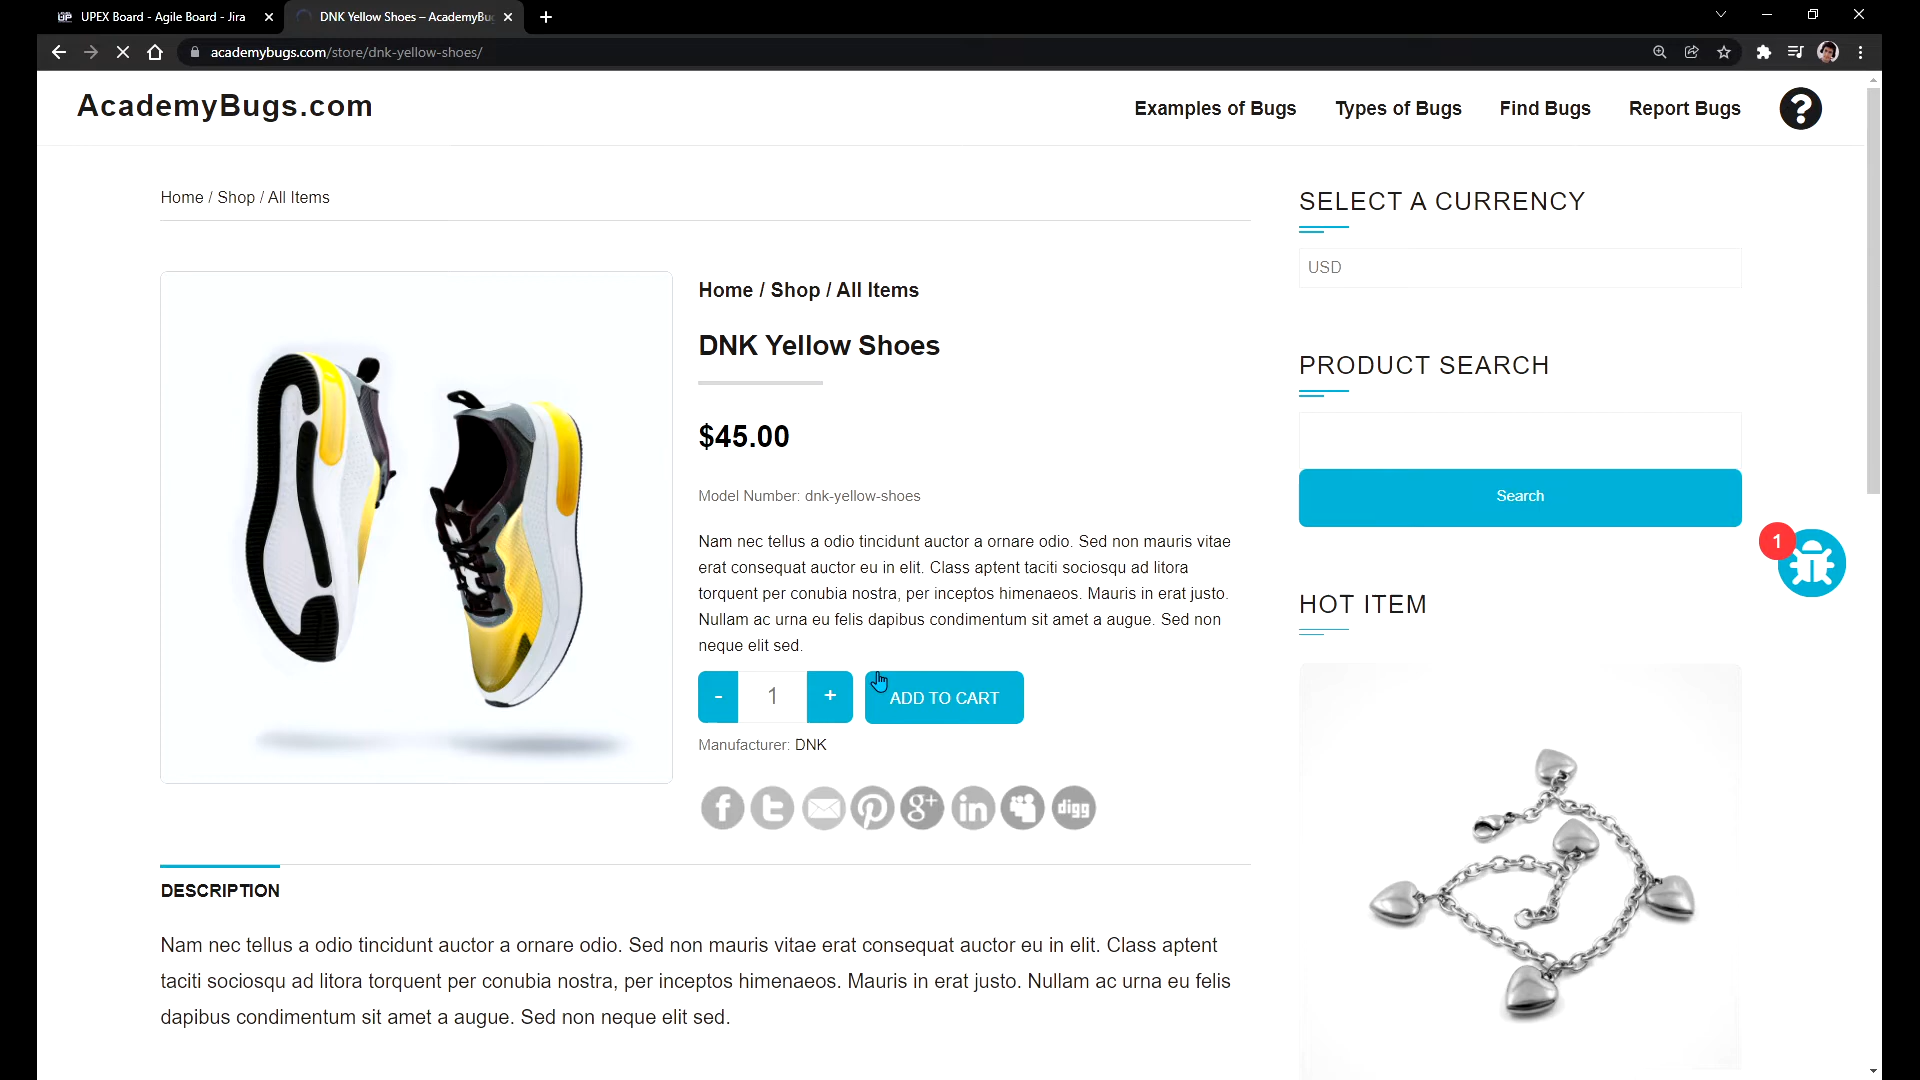 UPEX Board - Agile Board - Jira
DNK Yellow Shoes – AcademyBu
academybugs.com/store/dnk-yellow-shoes/
AcademyBugs.com
Examples of Bugs
Types of Bugs
Find Bugs
Report Bugs
?
Home / Shop / All Items
SELECT A CURRENCY
USD
Home / Shop / All Items
DNK Yellow Shoes
$45.00
Model Number: dnk-yellow-shoes
Nam nec tellus a odio tincidunt auctor a ornare odio. Sed non mauris vitae
erat consequat auctor eu in elit. Class aptent taciti sociosqu ad litora
torquent per conubia nostra, per inceptos himenaeos. Mauris in erat justo.
Nullam ac urna eu felis dapibus condimentum sit amet a augue. Sed non
neque elit sed.
- 1 +
ADD TO CART
Manufacturer: DNK
digg
PRODUCT SEARCH
Search
1
HOT ITEM
DESCRIPTION
Nam nec tellus a odio tincidunt auctor a ornare odio. Sed non mauris vitae erat consequat auctor eu in elit. Class aptent
taciti sociosqu ad litora torquent per conubia nostra, per inceptos himenaeos. Mauris in erat justo. Nullam ac urna eu felis
dapibus condimentum sit amet a augue. Sed non neque elit sed.